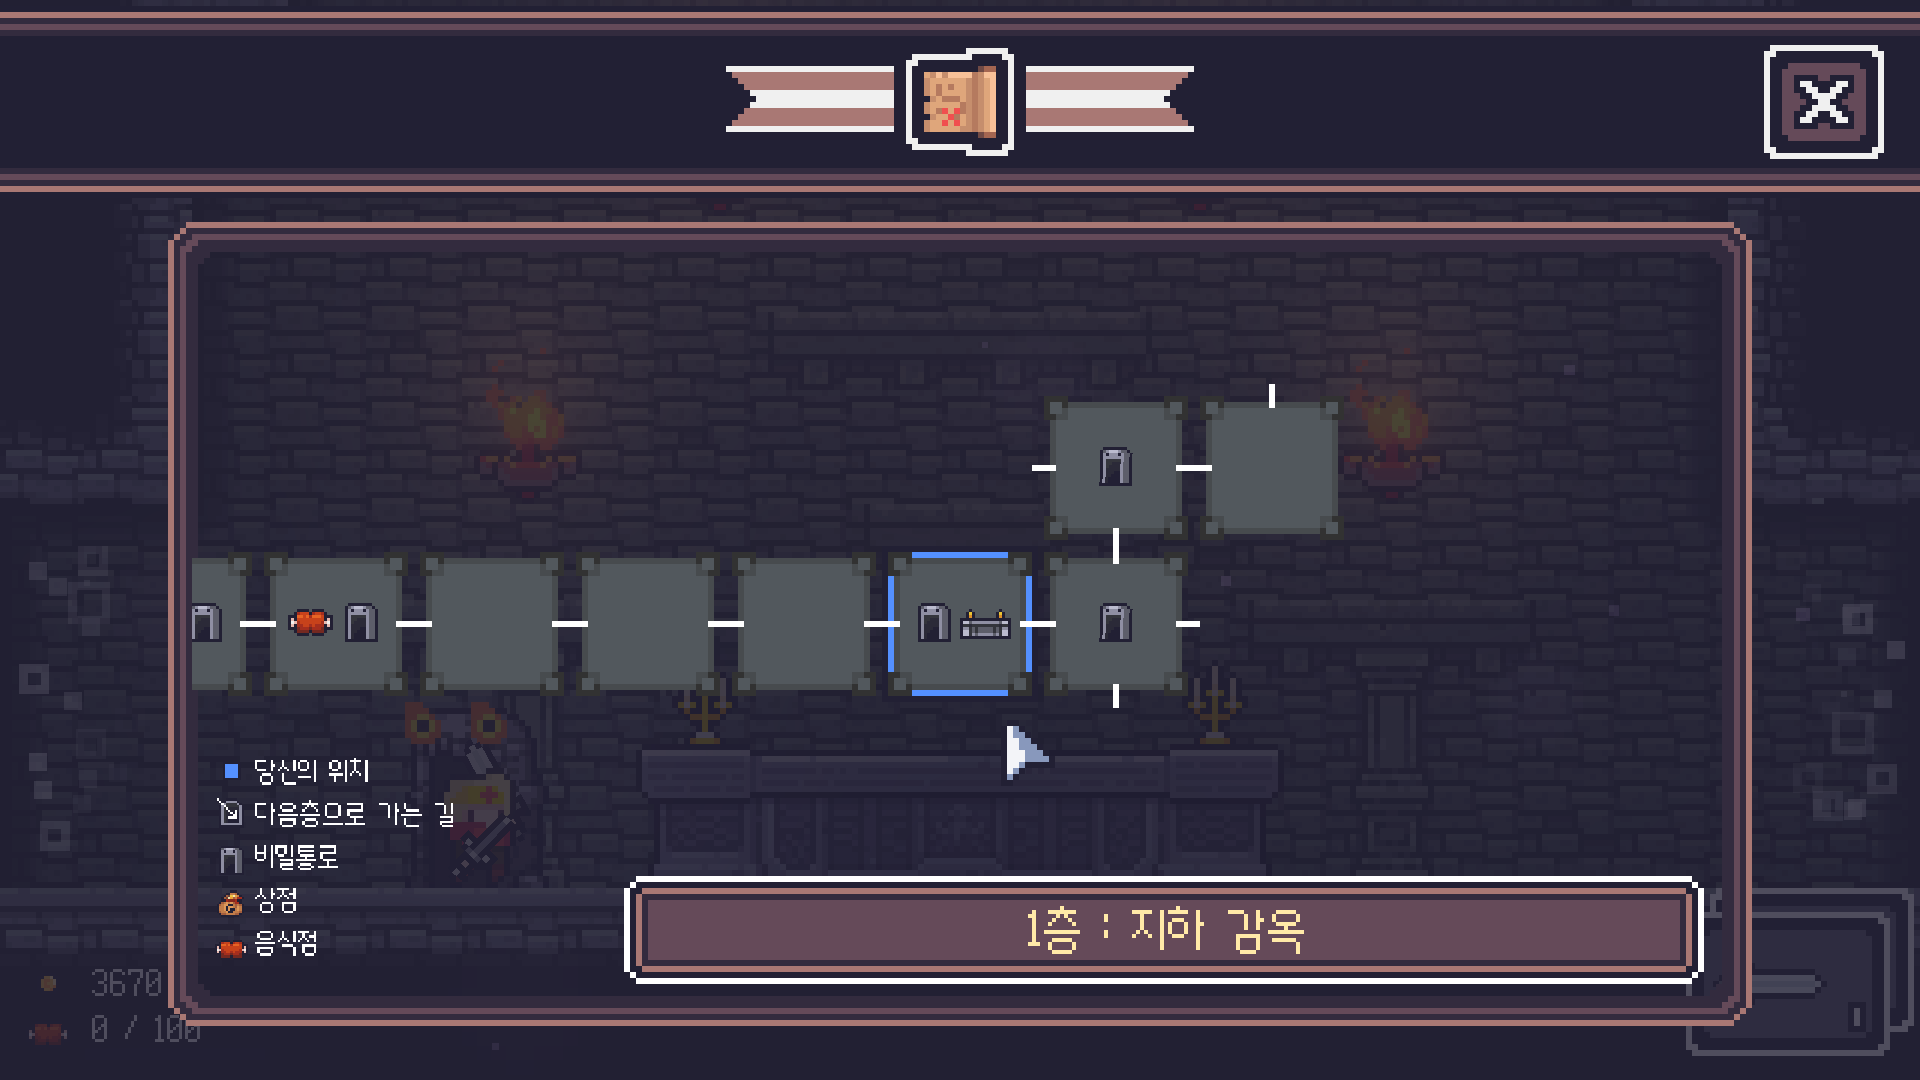 당신의 위치
다음층으로 가는 길
비밀통로
상점
음식점
1층 : 지하 감옥
3670
0 / 100